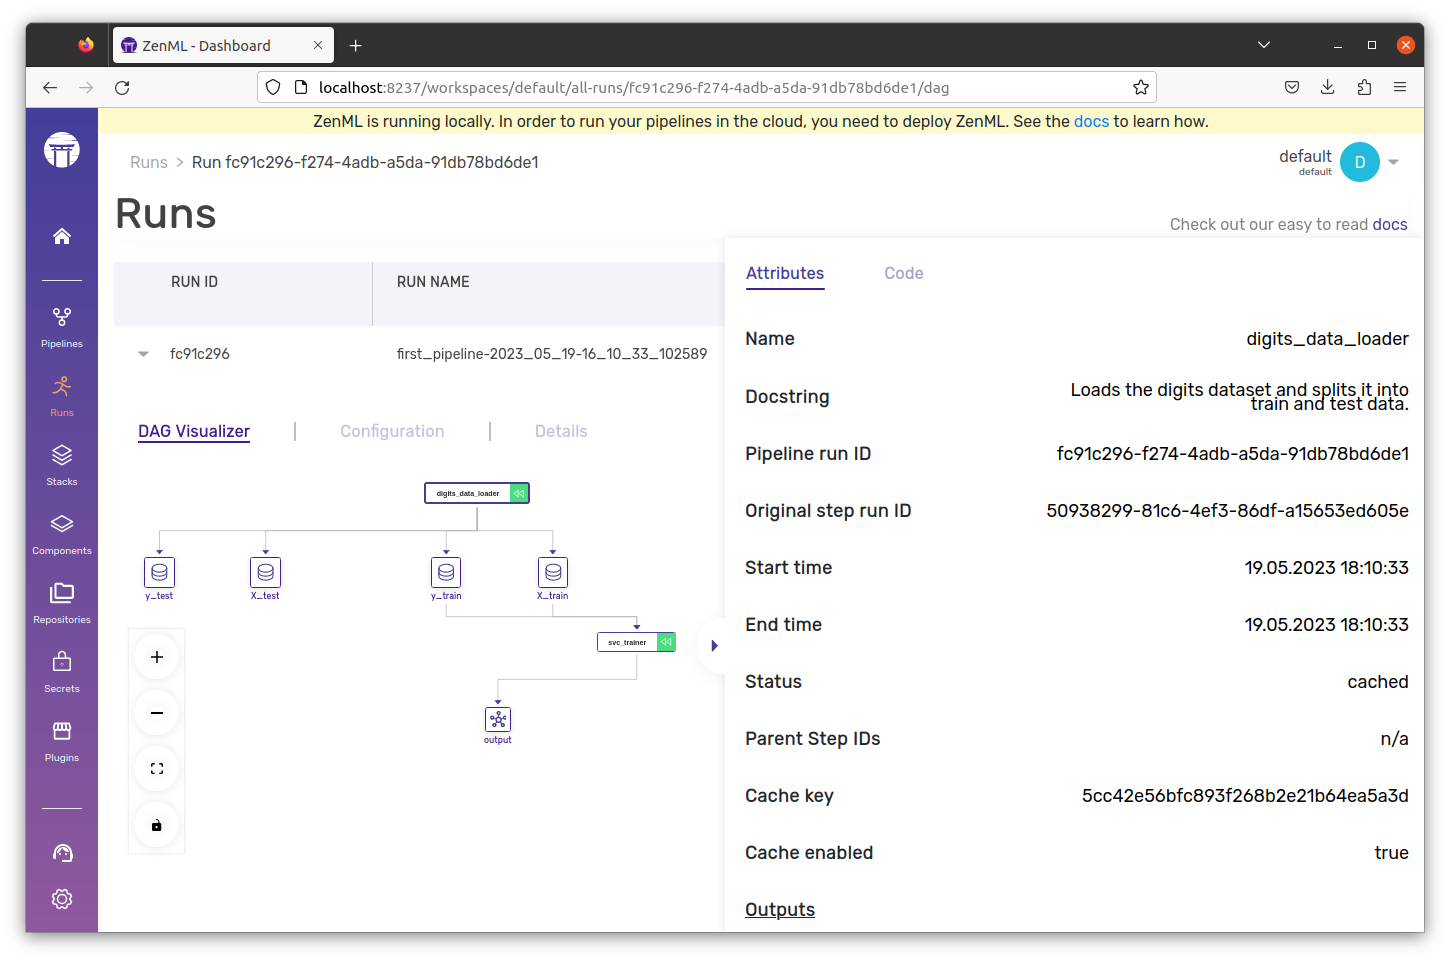 ZenML - Dashboard
localhost:8237/workspaces/default/all-runs/fc91c296-f274-4adb-a5da-91db78bd6de1/dag
ZenML is running locally. In order to run your pipelines in the cloud, you need to deploy ZenML. See the docs to learn how.
Runs > Run fc91c296-f274-4adb-a5da-91db78bd6de1
default
default
D
Runs
Check out our easy to read docs
Pipelines
Runs
Stacks
Components
Repositories
Secrets
Plugins
RUN ID
RUN NAME
fc91c296
first_pipeline-2023_05_19-16_10_33_102589
DAG Visualizer
Configuration
Details
digits_data_loader
y_test
X_test
y_train
X_train
svc_trainer
output
Attributes
Code
Name
digits_data_loader
Docstring
Loads the digits dataset and splits it into
train and test data.
Pipeline run ID
fc91c296-f274-4adb-a5da-91db78bd6de1
Original step run ID
50938299-81c6-4ef3-86df-a15653ed605e
Start time
19.05.2023 18:10:33
End time
19.05.2023 18:10:33
Status
cached
Parent Step IDs
n/a
Cache key
5cc42e56bfc893f268b2e21b64ea5a3d
Cache enabled
true
Outputs